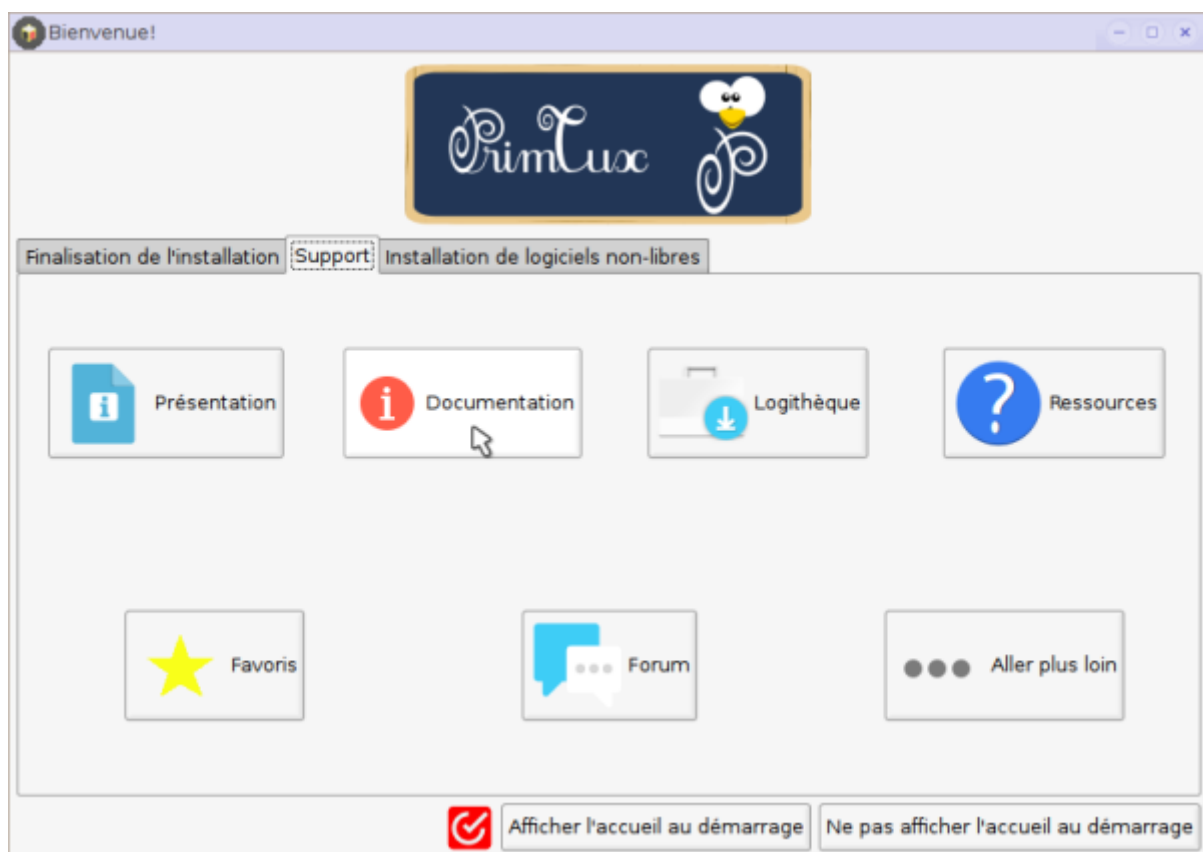 Bienvenue!
PrimTux
Finalisation de l'installation
Support
Installation de logiciels non-libres
Présentation
Documentation
Logithèque
Ressources
Favoris
Forum
Aller plus loin
Afficher l'accueil au démarrage
Ne pas afficher l'accueil au démarrage